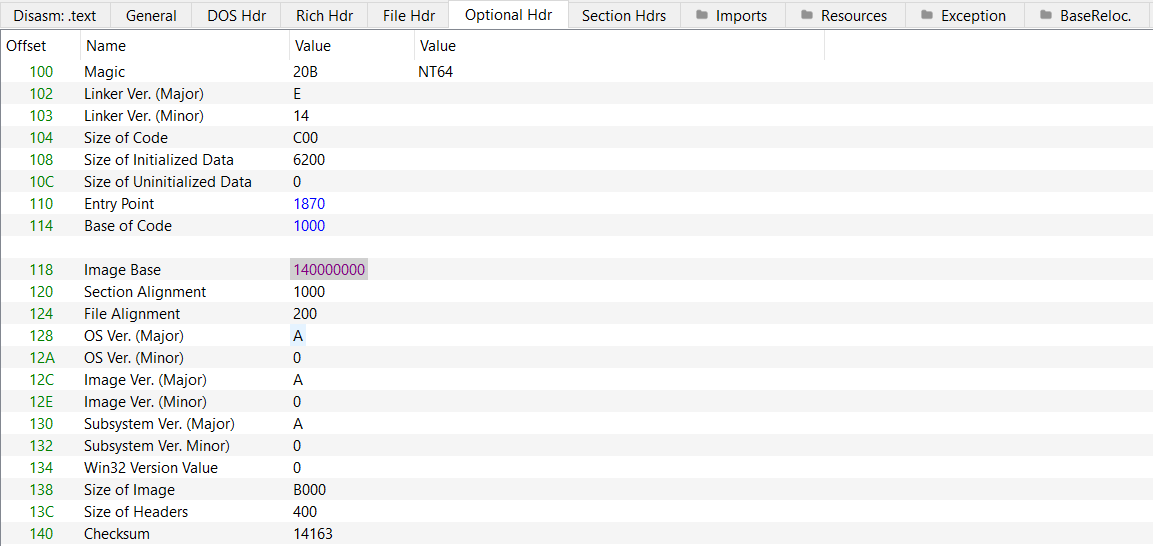 Disasm: .text General DOS Hdr Rich Hdr File Hdr Optional Hdr Section Hdrs Imports Resources Exception BaseReloc.
Offset Name Value Value
100 Magic 20B NT64
102 Linker Ver. (Major) E
103 Linker Ver. (Minor) 14
104 Size of Code C00
108 Size of Initialized Data 6200
10C Size of Uninitialized Data 0
110 Entry Point 1870
114 Base of Code 1000
118 Image Base 140000000
120 Section Alignment 1000
124 File Alignment 200
128 OS Ver. (Major) A
12A OS Ver. (Minor) 0
12C Image Ver. (Major) A
12E Image Ver. (Minor) 0
130 Subsystem Ver. (Major) A
132 Subsystem Ver. Minor) 0
134 Win32 Version Value 0
138 Size of Image B000
13C Size of Headers 400
140 Checksum 14163